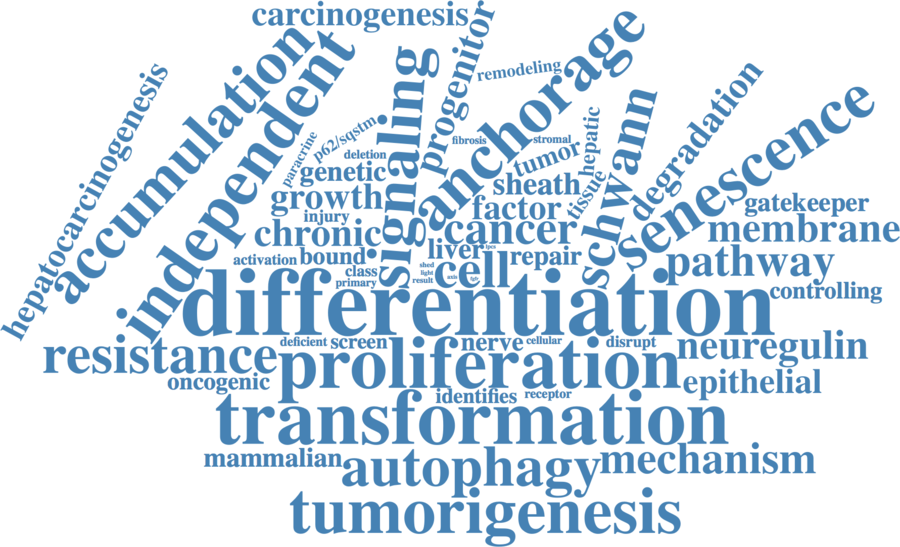 carcinogenesis
hepatocarcinogenesis
accumulation
independent
signaling
progenitor
remodeling
anchorage
paracrine
p62/sqstm
deletion
genetic
growth
injury
chronic
activation
bound
class
primary
fibrosis
stromal
tumor
hepatic
sheath
tissue
factor
cancer
liver
lpcs
repair
shed
light
result
cell
axis
schwann
degradation
senescence
gatekeeper
membrane
pathway
controlling
differentiation
resistance
deficient
screen
nerve
cellular
disrupt
neuregulin
oncogenic
proliferation
epithelial
identifies
receptor
transformation
mammalian
autophagy
mechanism
tumorigenesis